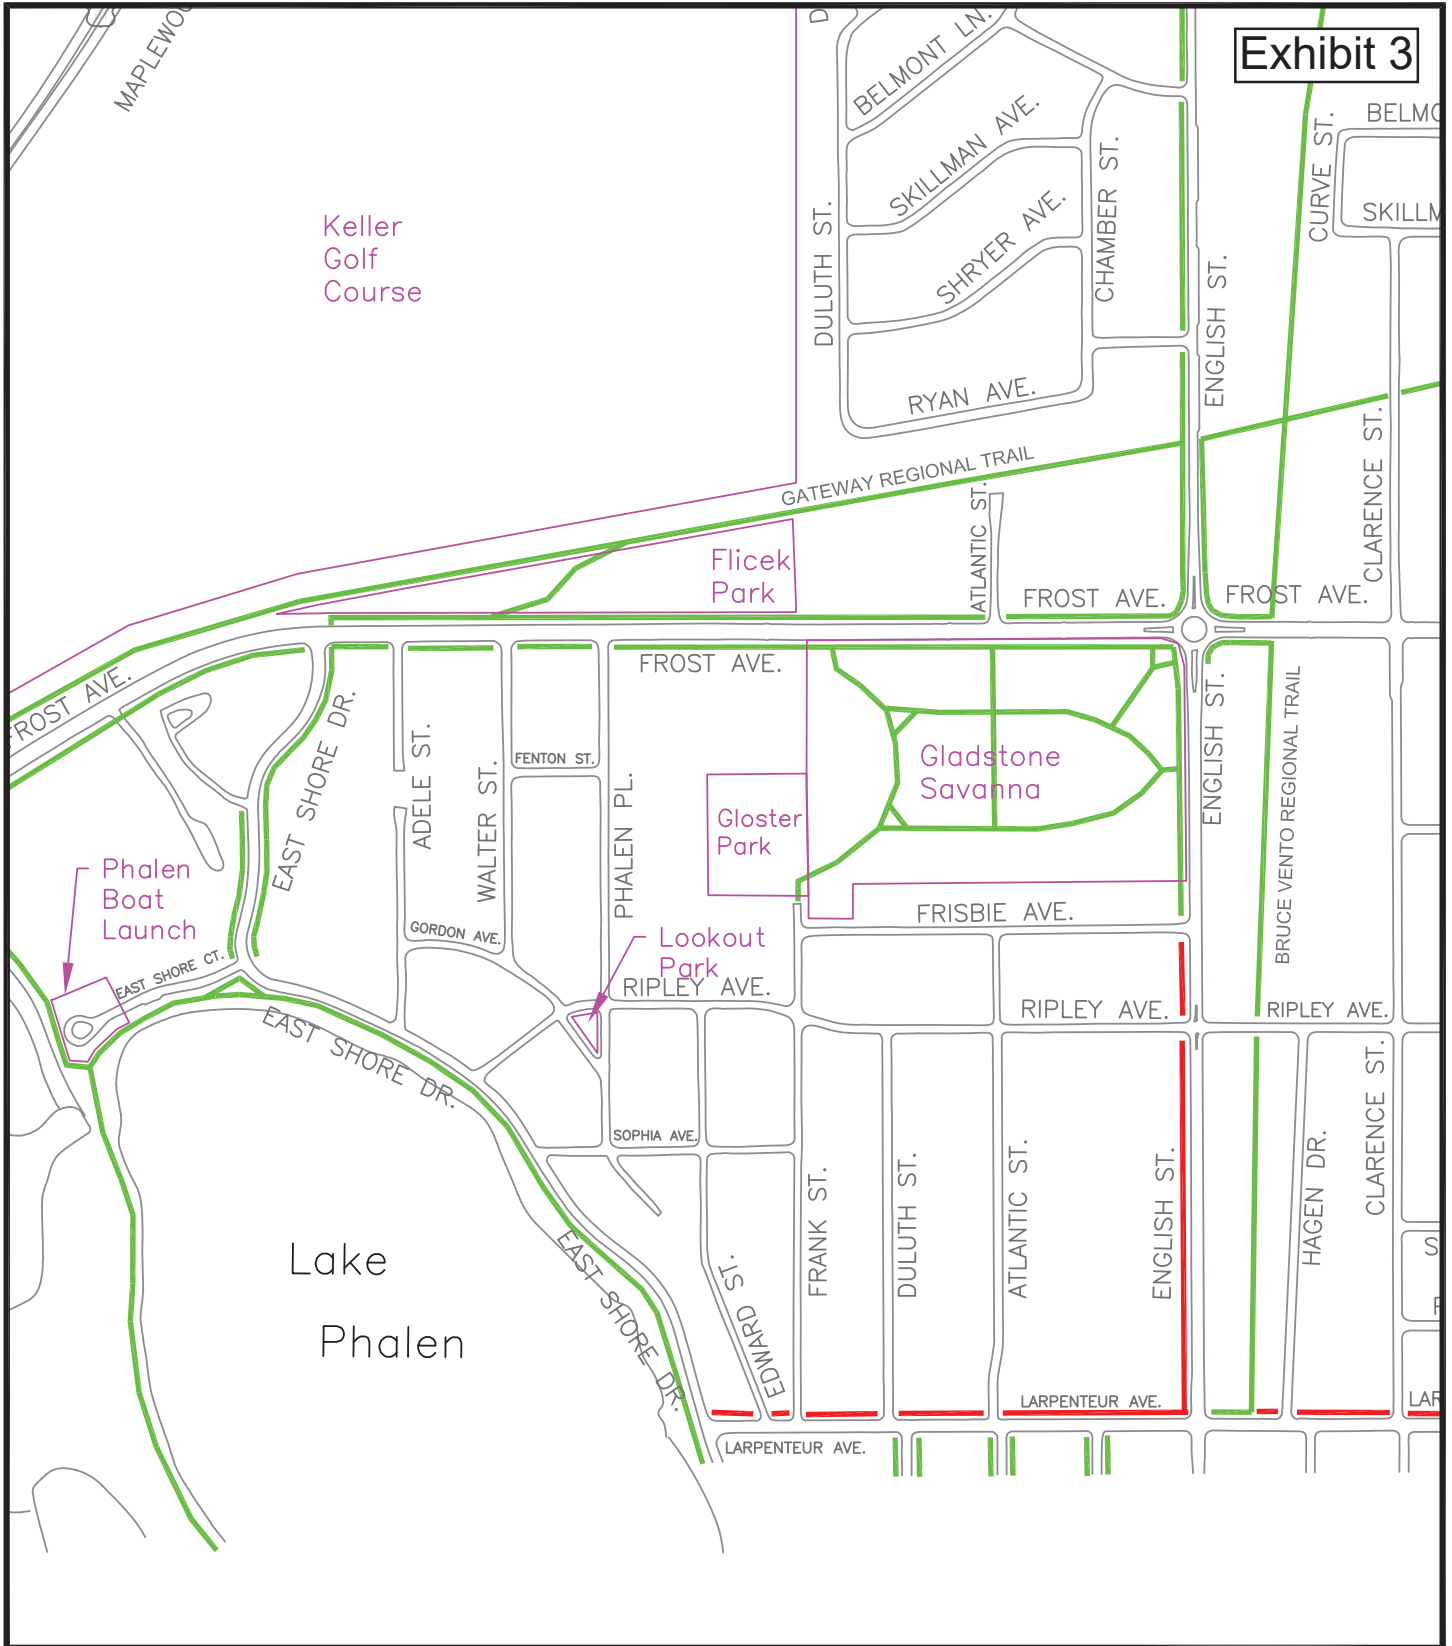 Exhibit 3
MAPLEWOO
D
BELMONT LN.
SKILLMAN AVE.
SHRYER AVE.
RYAN AVE.
DULUTH ST.
CHAMBER ST.
ENGLISH ST.
CURVE ST.
BELMO
SKILLM
Keller
Golf
Course
GATEWAY REGIONAL TRAIL
ATLANTIC ST.
CLARENCE ST.
Flicek
Park
FROST AVE.
FROST AVE.
FROST AVE.
FROST AVE.
EAST SHORE DR.
ADELE ST.
WALTER ST.
FENTON ST.
PHALEN PL.
Gladstone
Savanna
Gloster
Park
ENGLISH ST.
BRUCE VENTO REGIONAL TRAIL
Phalen
Boat
Launch
GORDON AVE.
FRISBIE AVE.
Lookout
Park
EAST SHORE CT.
RIPLEY AVE.
RIPLEY AVE.
RIPLEY AVE.
EAST SHORE DR.
SOPHIA AVE.
CLARENCE ST.
HAGEN DR.
FRANK ST.
DULUTH ST.
ATLANTIC ST.
ENGLISH ST.
Lake
Phalen
EAST SHORE DR.
EDWARD ST.
S
LARPENTEUR AVE.
LAR
LARPENTEUR AVE.